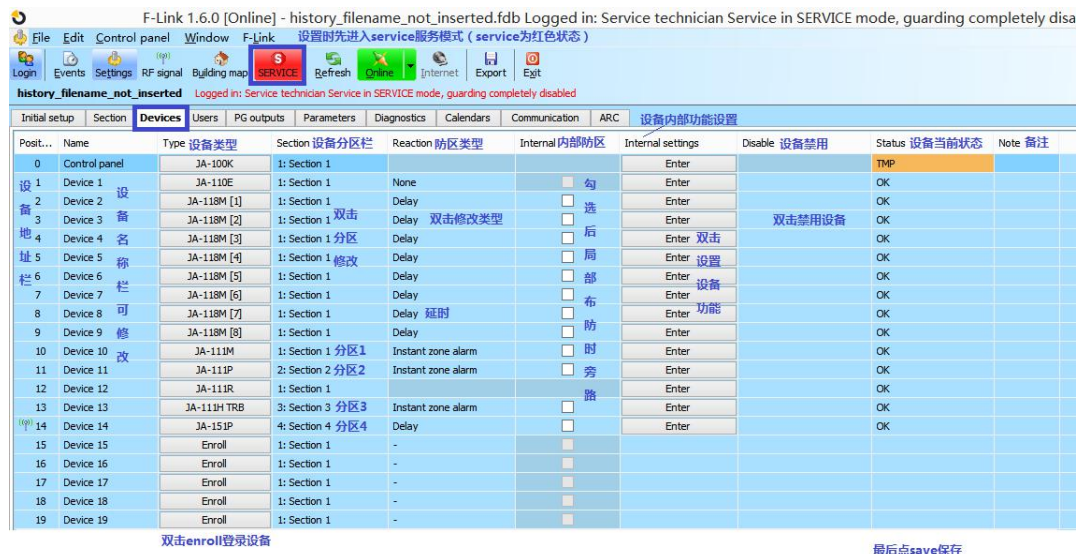 F-Link 1.6.0 [Online] - history_filename_not_inserted.fdb Logged in: Service technician Service in SERVICE mode, guarding completely disa
File Edit Control panel Window F-Link 设置时先进入service服务模式（service为红色状态）
Login Events Settings RF signal Building map SERVICE Refresh Online Internet Export Exit
history_filename_not_inserted Logged in: Service technician Service in SERVICE mode, guarding completely disabled
Initial setup Section Devices Users PG outputs Parameters Diagnostics Calendars Communication ARC 设备内部功能设置
Posit... Name Type 设备类型 Section 设备分区栏 Reaction 防区类型 Internal 内部防区 Internal settings Disable 设备禁用 Status 设备当前状态 Note 备注
0 Control panel JA-100K 1: Section 1 Enter TMP
1 Device 1 JA-110E 1: Section 1 None Enter OK
2 Device 2 JA-118M [1] 1: Section 1 Delay Enter OK
3 Device 3 JA-118M [2] 1: Section 1 双击 Delay 双击修改类型 Enter 双击禁用设备 OK
4 Device 4 JA-118M [3] 1: Section 1 分区 Delay Enter 双击 OK
5 Device 5 JA-118M [4] 1: Section 1 修改 Delay Enter 设置 OK
6 Device 6 JA-118M [5] 1: Section 1 Delay Enter 设备 OK
7 Device 7 JA-118M [6] 1: Section 1 Delay Enter 功能 OK
8 Device 8 JA-118M [7] 1: Section 1 Delay 延时 Enter OK
9 Device 9 JA-118M [8] 1: Section 1 Delay Enter OK
10 Device 10 JA-111M 1: Section 1 分区1 Instant zone alarm Enter OK
11 Device 11 JA-111P 2: Section 2 分区2 Instant zone alarm Enter OK
12 Device 12 JA-111R 1: Section 1 Enter OK
13 Device 13 JA-111H TRB 3: Section 3 分区3 Instant zone alarm Enter OK
14 Device 14 JA-151P 4: Section 4 分区4 Delay Enter OK
15 Device 15 Enroll 1: Section 1 -
16 Device 16 Enroll 1: Section 1 -
17 Device 17 Enroll 1: Section 1 -
18 Device 18 Enroll 1: Section 1 -
19 Device 19 Enroll 1: Section 1 -
设备地址栏
设备名称栏可修改
勾选后局部布防时旁路
双击enroll登录设备
最后点save保存